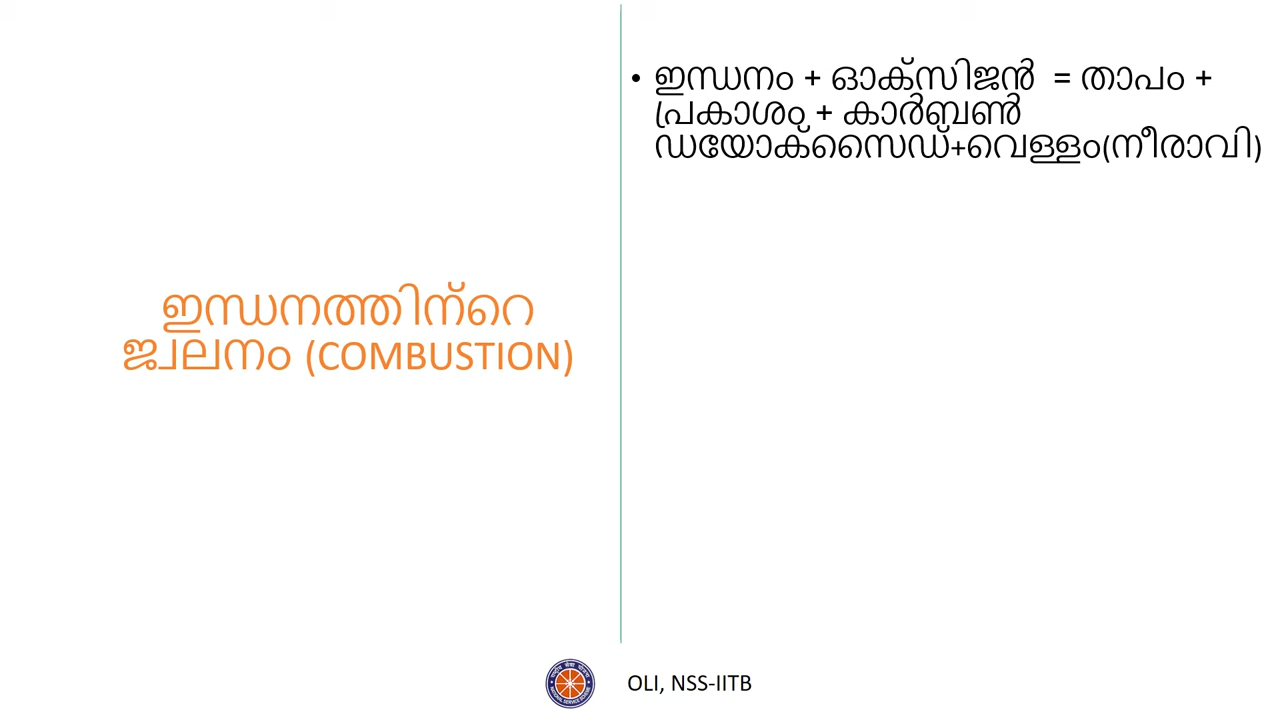 ഇന്ധനത്തിന്റെ
ജ്വലനം (COMBUSTION)
• ഇന്ധനം + ഓക്സിജൻ = താപം +
പ്രകാശം + കാർബൺ
ഡയോക്സൈഡ്+വെള്ളം(നീരാവി)
OLI, NSS-IITB